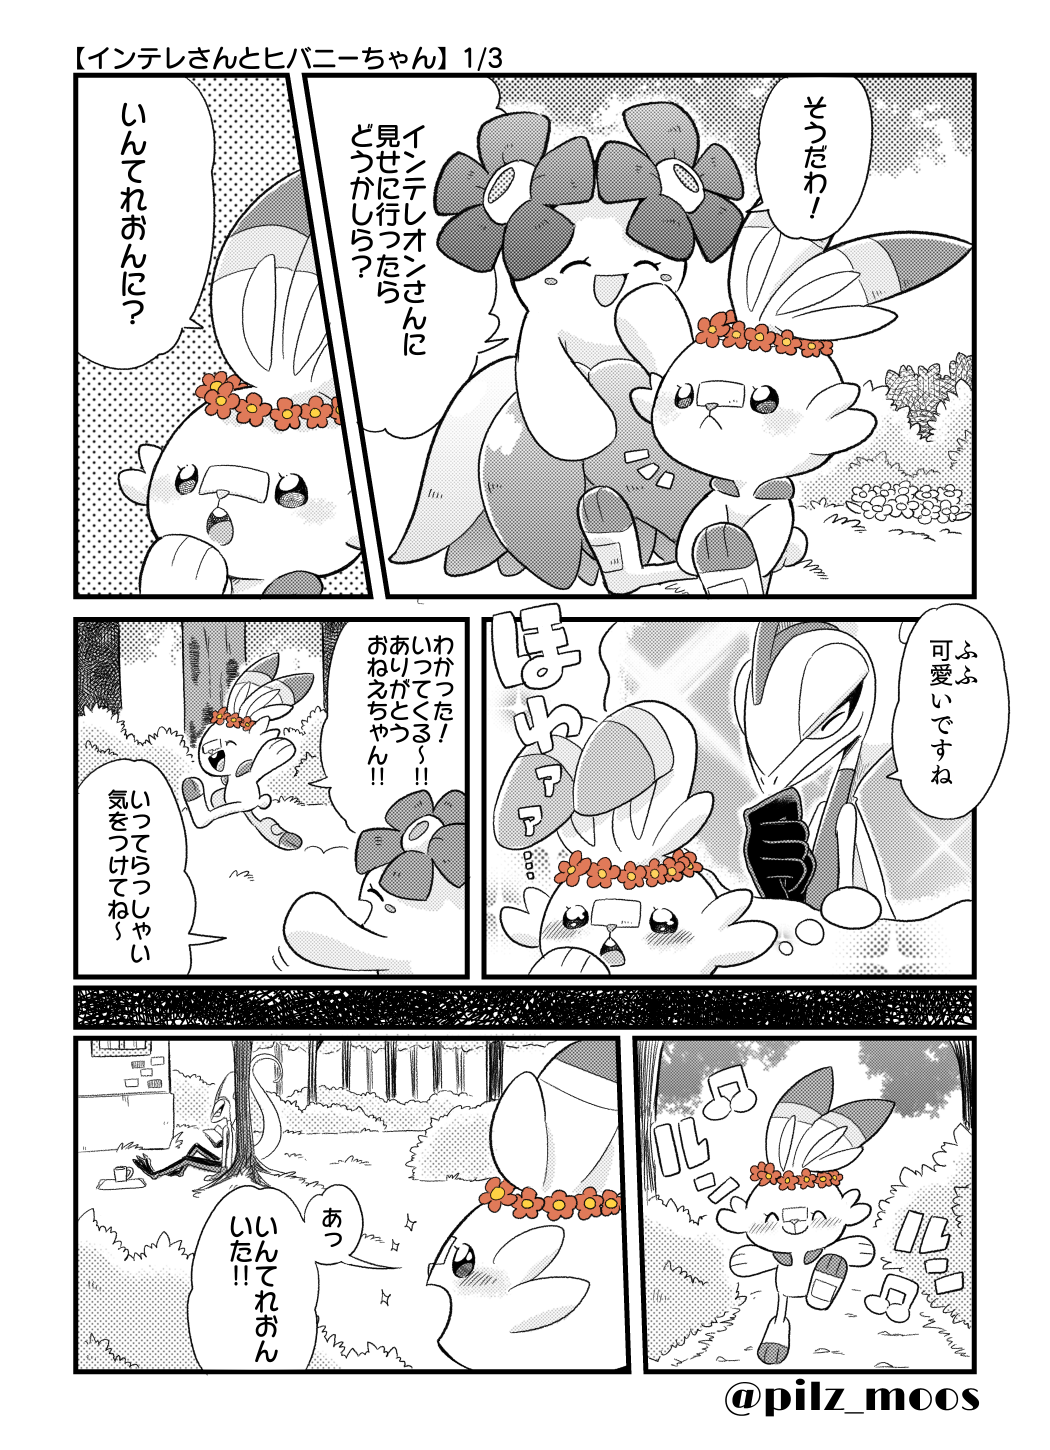 【インテレさんとヒバニーちゃん】 1/3
そうだわ！
インテレオンさんに
見せに行ったら
どうかしら？
いんてれおんに？
ふふ
可愛いですね
ほわァァ…
わかった！
いってくる〜!!
ありがとう
おねえちゃん!!
いってらっしゃい
気をつけてね〜
ルン
ルン
あっ
いんてれおん
いた!!
@pilz_moos